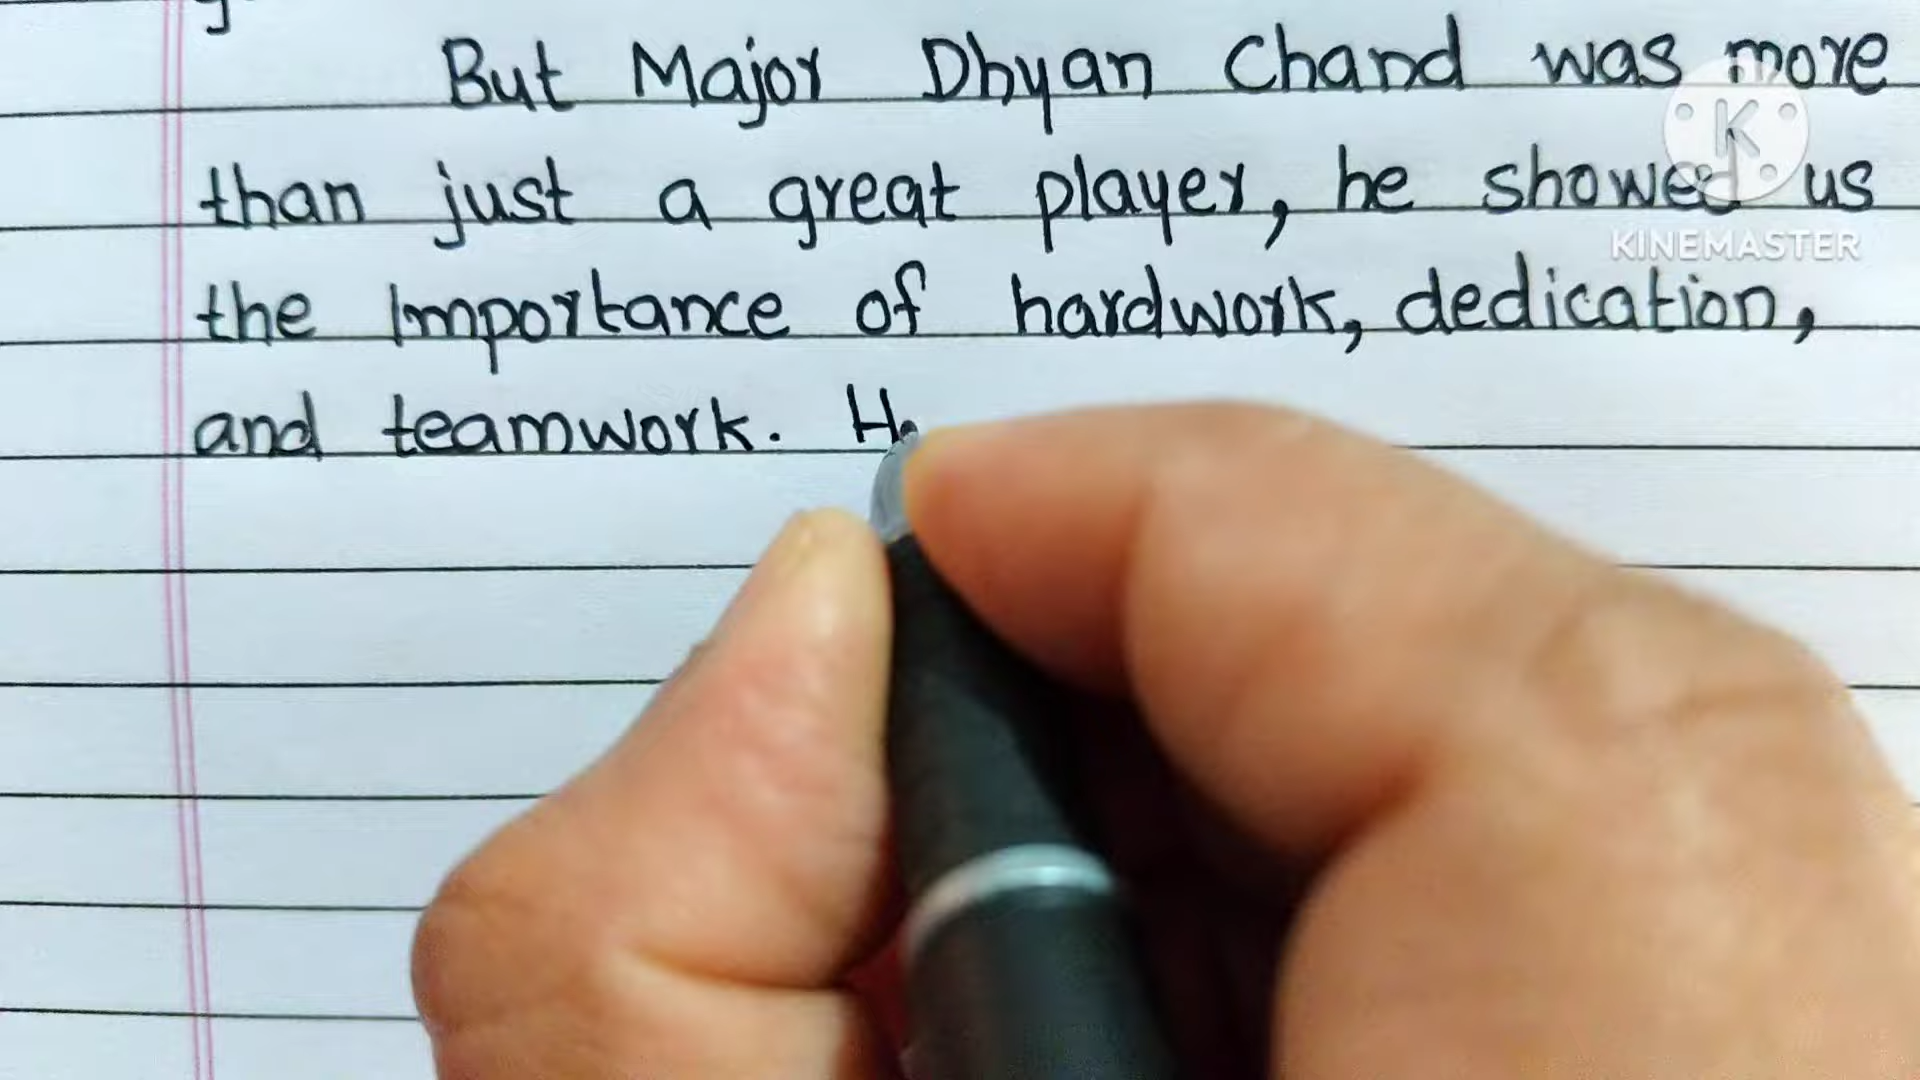 But Major Dhyan Chand was more
than just a great player, he showed us
the Importance of hardwork, dedication,
and teamwork.
K
KINEMASTER